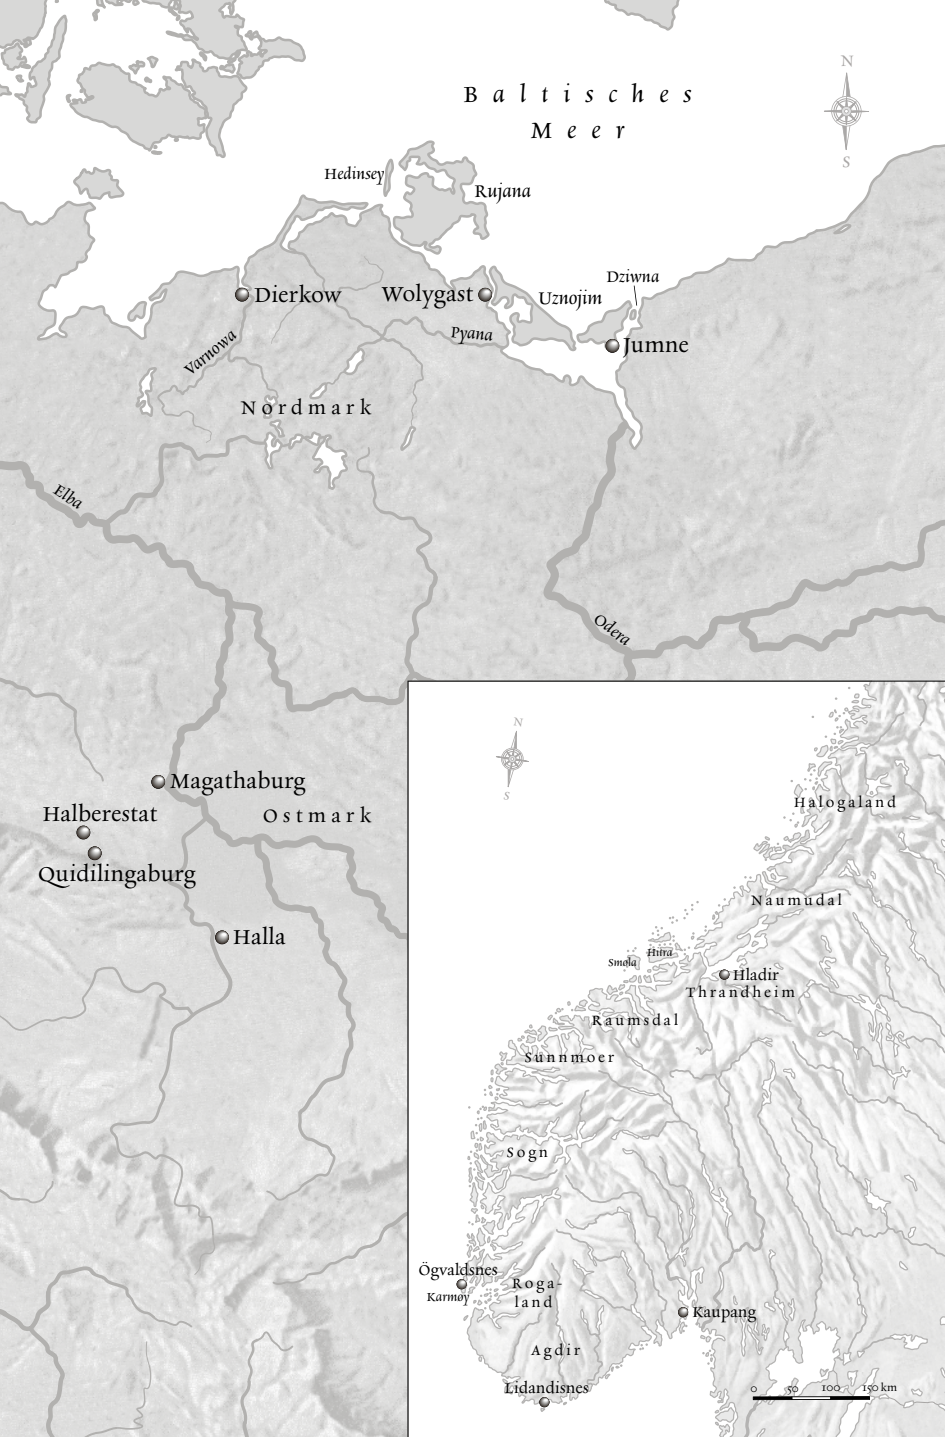 Baltisches
Meer
N
S
Hedinsey
Rujana
Dziwna
Dierkow
Wolygast
Uznojim
Varnowa
Pyana
Jumne
Nordmark
Elba
Odera
Magathaburg
Halberestat
Ostmark
Quidilingaburg
Halla
N
S
Halogaland
Naumudal
Smøla
Hitra
Hladir
Thrandheim
Raumsdal
Sunnmoer
Sogn
Ögvaldsnes
Karmøy
Roga-
land
Kaupang
Agdir
Lidandisnes
0 50 100 150 km